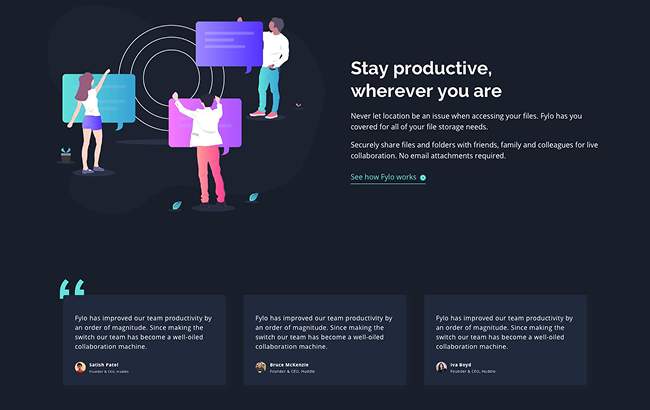 Stay productive,
wherever you are
Never let location be an issue when accessing your files. Fylo has you
covered for all of your file storage needs.
Securely share files and folders with friends, family and colleagues for live
collaboration. No email attachments required.
See how Fylo works
Fylo has improved our team productivity by
an order of magnitude. Since making the
switch our team has become a well-oiled
collaboration machine.
Satish Patel
Founder & CEO, Huddle
Fylo has improved our team productivity by
an order of magnitude. Since making the
switch our team has become a well-oiled
collaboration machine.
Bruce McKenzie
Founder & CEO, Huddle
Fylo has improved our team productivity by
an order of magnitude. Since making the
switch our team has become a well-oiled
collaboration machine.
Iva Boyd
Founder & CEO, Huddle